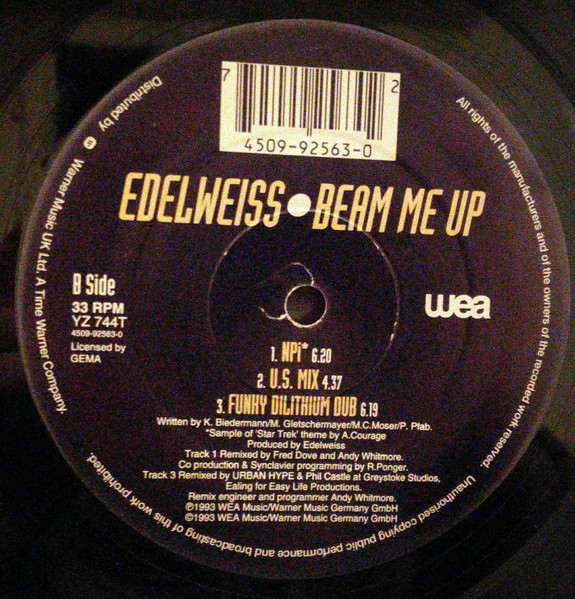 7
2
4509-92563-0
EDELWEISS BEAM ME UP
B Side
33 RPM
YZ 744T
4509-92563-0
Licensed by
GEMA
wea
1. NPi* 6.20
2. U.S. MIX 4.37
3. FUNKY DILITHIUM DUB 6.19
Written by K. Biedermann/M. Gletschermayer/M.C.Moser/P. Pfab.
*Sample of 'Star Trek' theme by A.Courage
Produced by Edelweiss
Track 1 Remixed by Fred Dove and Andy Whitmore.
Co production & Synclavier programming by R.Ponger.
Track 3 Remixed by URBAN HYPE & Phil Castle at Greystoke Studios,
Ealing for Easy Life Productions.
Remix engineer and programmer Andy Whitmore.
℗1993 WEA Music/Warner Music Germany GmbH
©1993 WEA Music/Warner Music Germany GmbH
Distributed by Warner Music UK Ltd. A Time Warner Company.
All rights of the manufacturers and of the owners of the recorded work reserved.
Unauthorised copying public performance and broadcasting of this work prohibited.